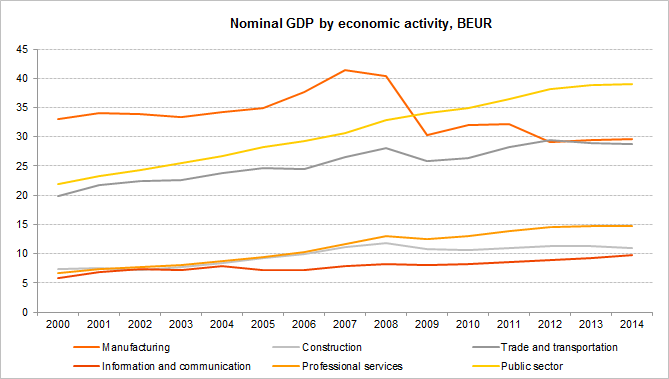 Nominal GDP by economic activity, BEUR
45
40
35
30
25
20
15
10
5
0
2000 2001 2002 2003 2004 2005 2006 2007 2008 2009 2010 2011 2012 2013 2014
Manufacturing Construction Trade and transportation
Information and communication Professional services Public sector